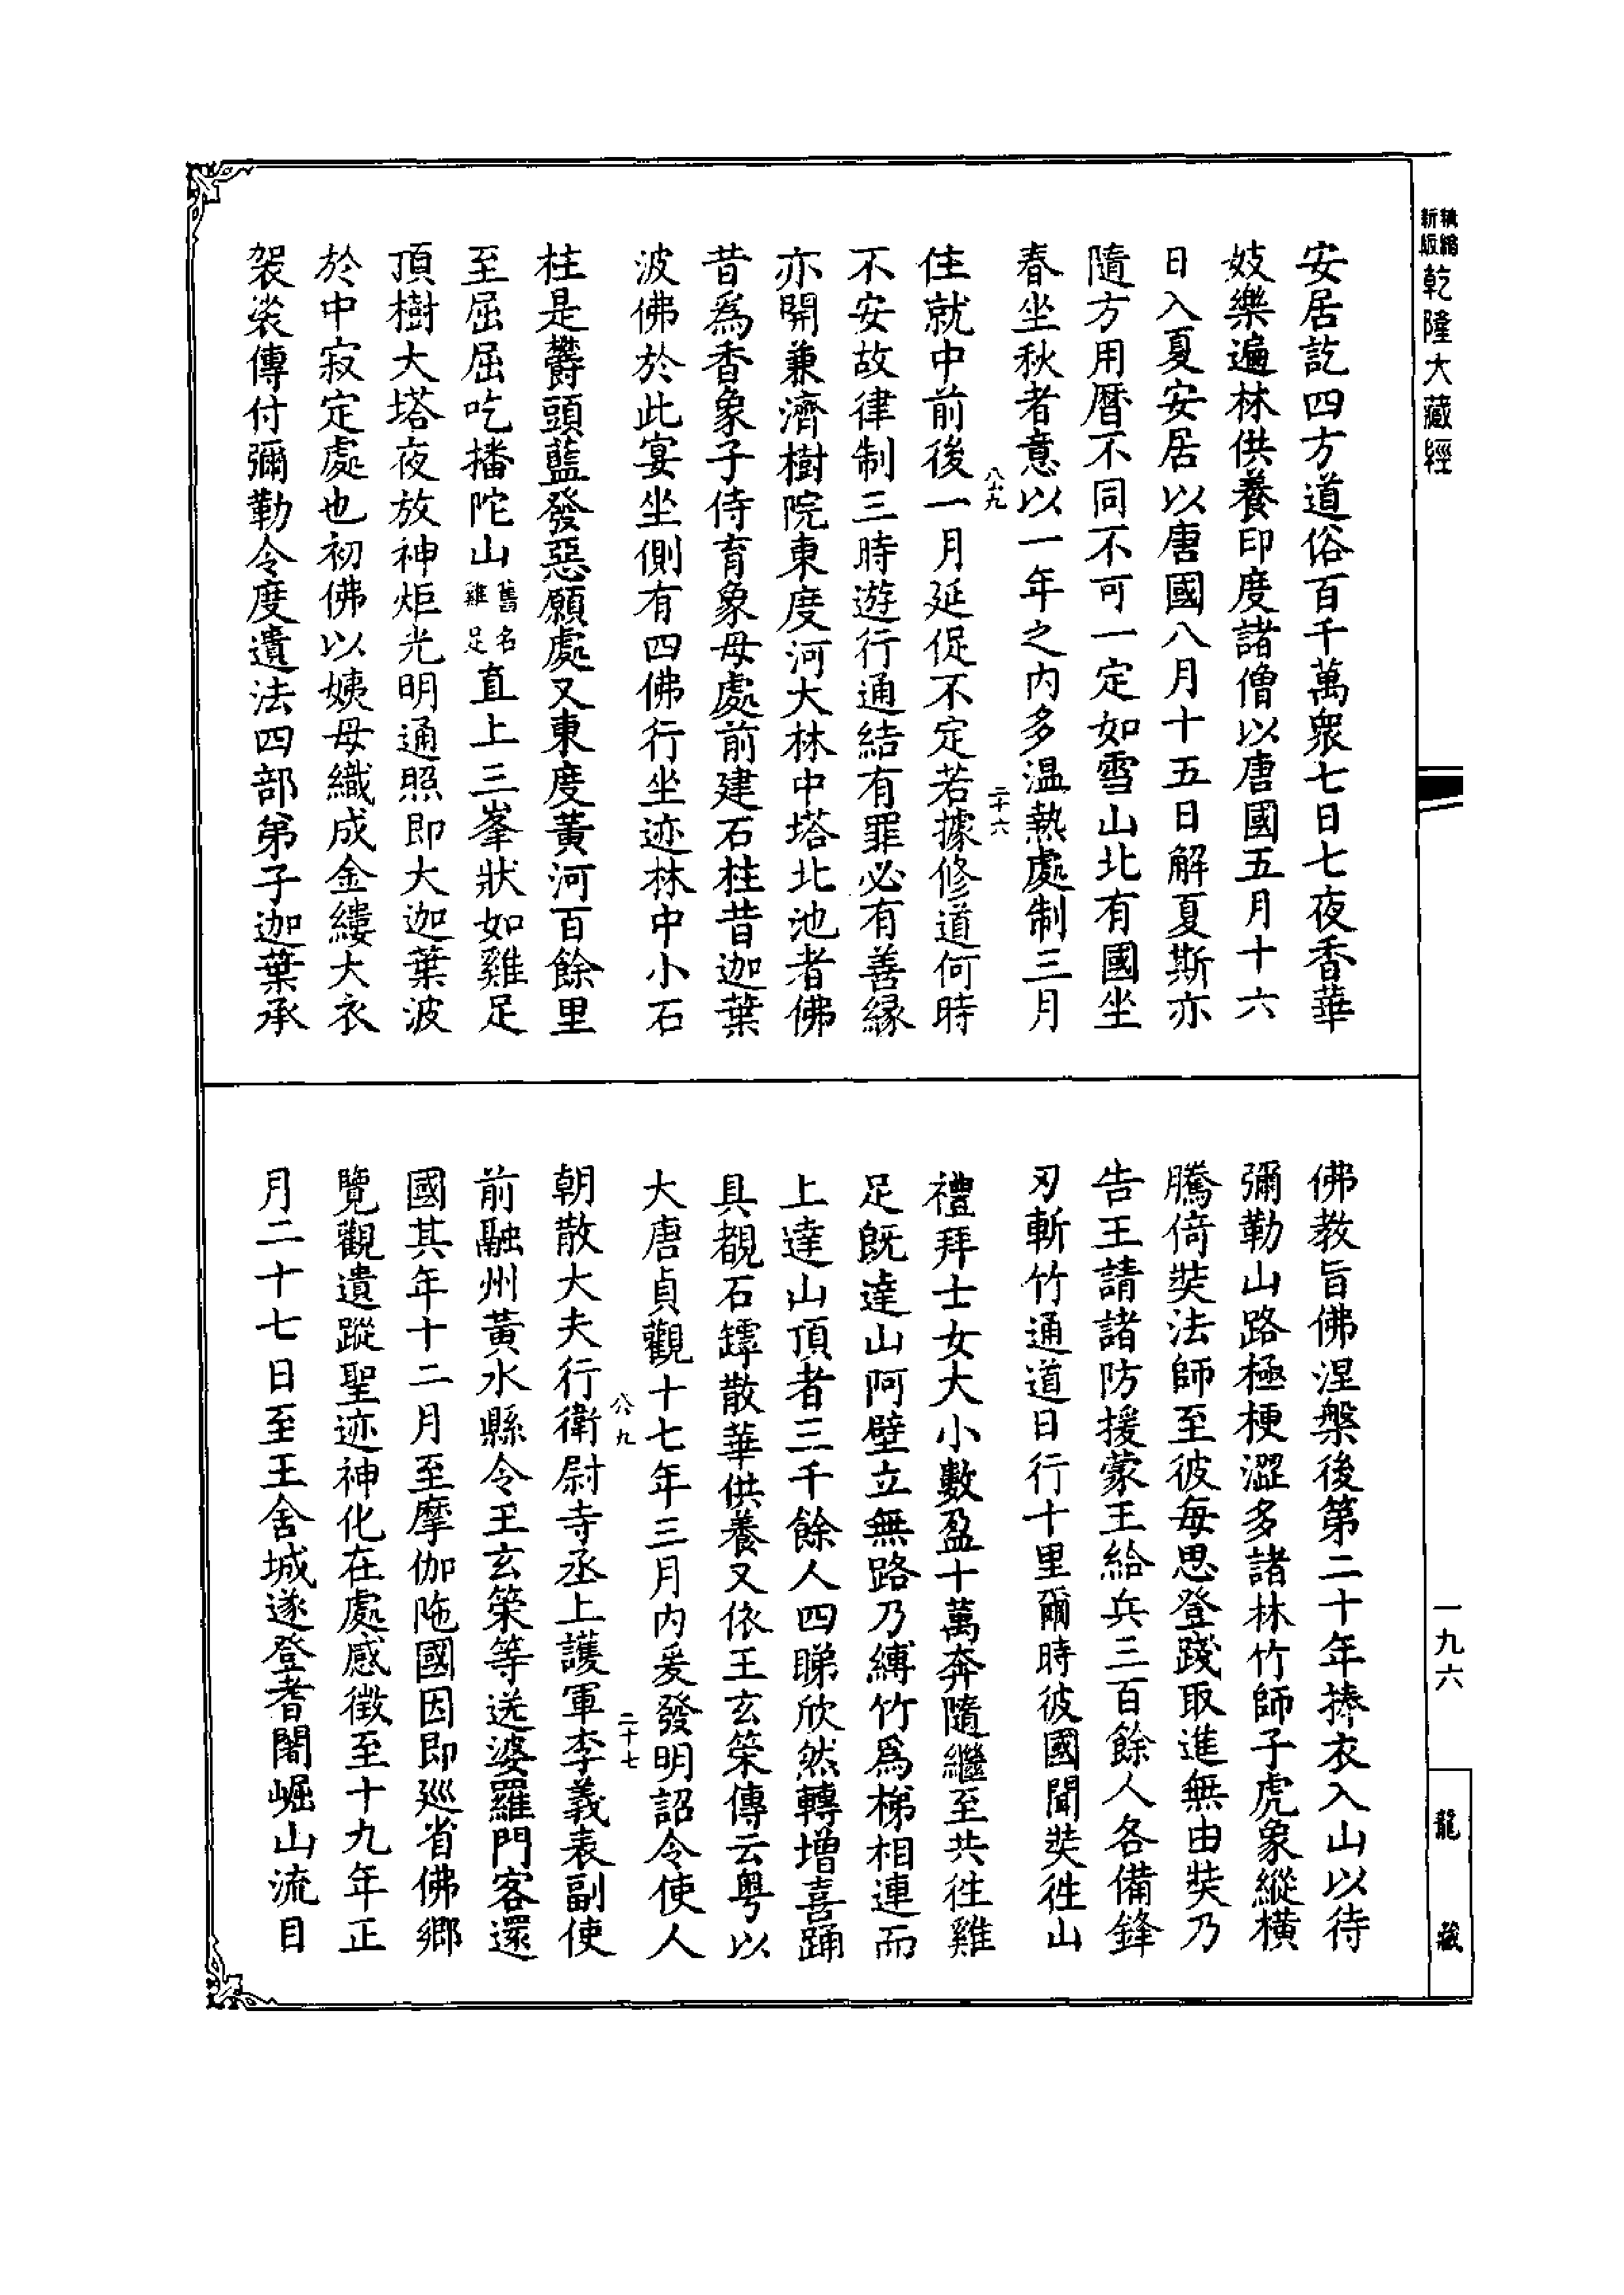 新版
乾隆大藏經
安居訖四方道俗百千萬衆七日七夜香華
妓樂遍林供養印度諸僧以唐國五月十六
日入夏安居以唐國八月十五日解夏斯亦
隨方用曆不同不可一定如雪山北有國坐
春坐秋者意以一年之内多温熱處制三月
八九
二十六
住就中前後一月延促不定若據修道何時
不安故律制三時遊行通結有罪必有善緣
亦開兼濟樹院東度河大林中塔北池者佛
昔爲香象子侍育象母處前建石柱昔迦葉
波佛於此宴坐側有四佛行坐迹林中小石
柱是欝頭藍發惡願處又東度黄河百餘里
至屈屈吃播陀山舊名雞足直上三峯狀如雞足
頂樹大塔夜放神炬光明通照即大迦葉波
於中寂定處也初佛以姨母織成金縷大衣
袈裟傳付彌勒令度遺法四部弟子迦葉承
佛教旨佛涅槃後第二十年捧衣入山以待
彌勒山路極梗澀多諸林竹師子虎象縱橫
騰倚奘法師至彼每思登踐取進無由奘乃
告王請諸防援蒙王給兵三百餘人各備鋒
刃斬竹通道日行十里爾時彼國聞奘徃山
禮拜士女大小數盈十萬奔隨繼至共徃雞
足既達山阿壁立無路乃縛竹爲梯相連而
上達山頂者三千餘人四睇欣然轉增喜踊
具覩石罅散華供養又依王玄策傳云粤以
大唐貞觀十七年三月内爰發明詔令使人
八九
二十七
朝散大夫行衛尉寺丞上護軍李義表副使
前融州黃水縣令王玄策等送婆羅門客還
國其年十二月至摩伽陁國因即巡省佛鄉
覽觀遺蹤聖迹神化在處感徵至十九年正
月二十七日至王舍城遂登耆闍崛山流目
一九六
龍藏